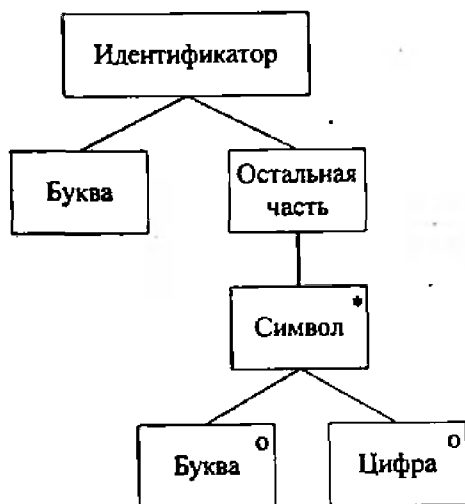 Идентификатор
Буква
Остальная
часть
*
Символ
о
Буква
о
Цифра